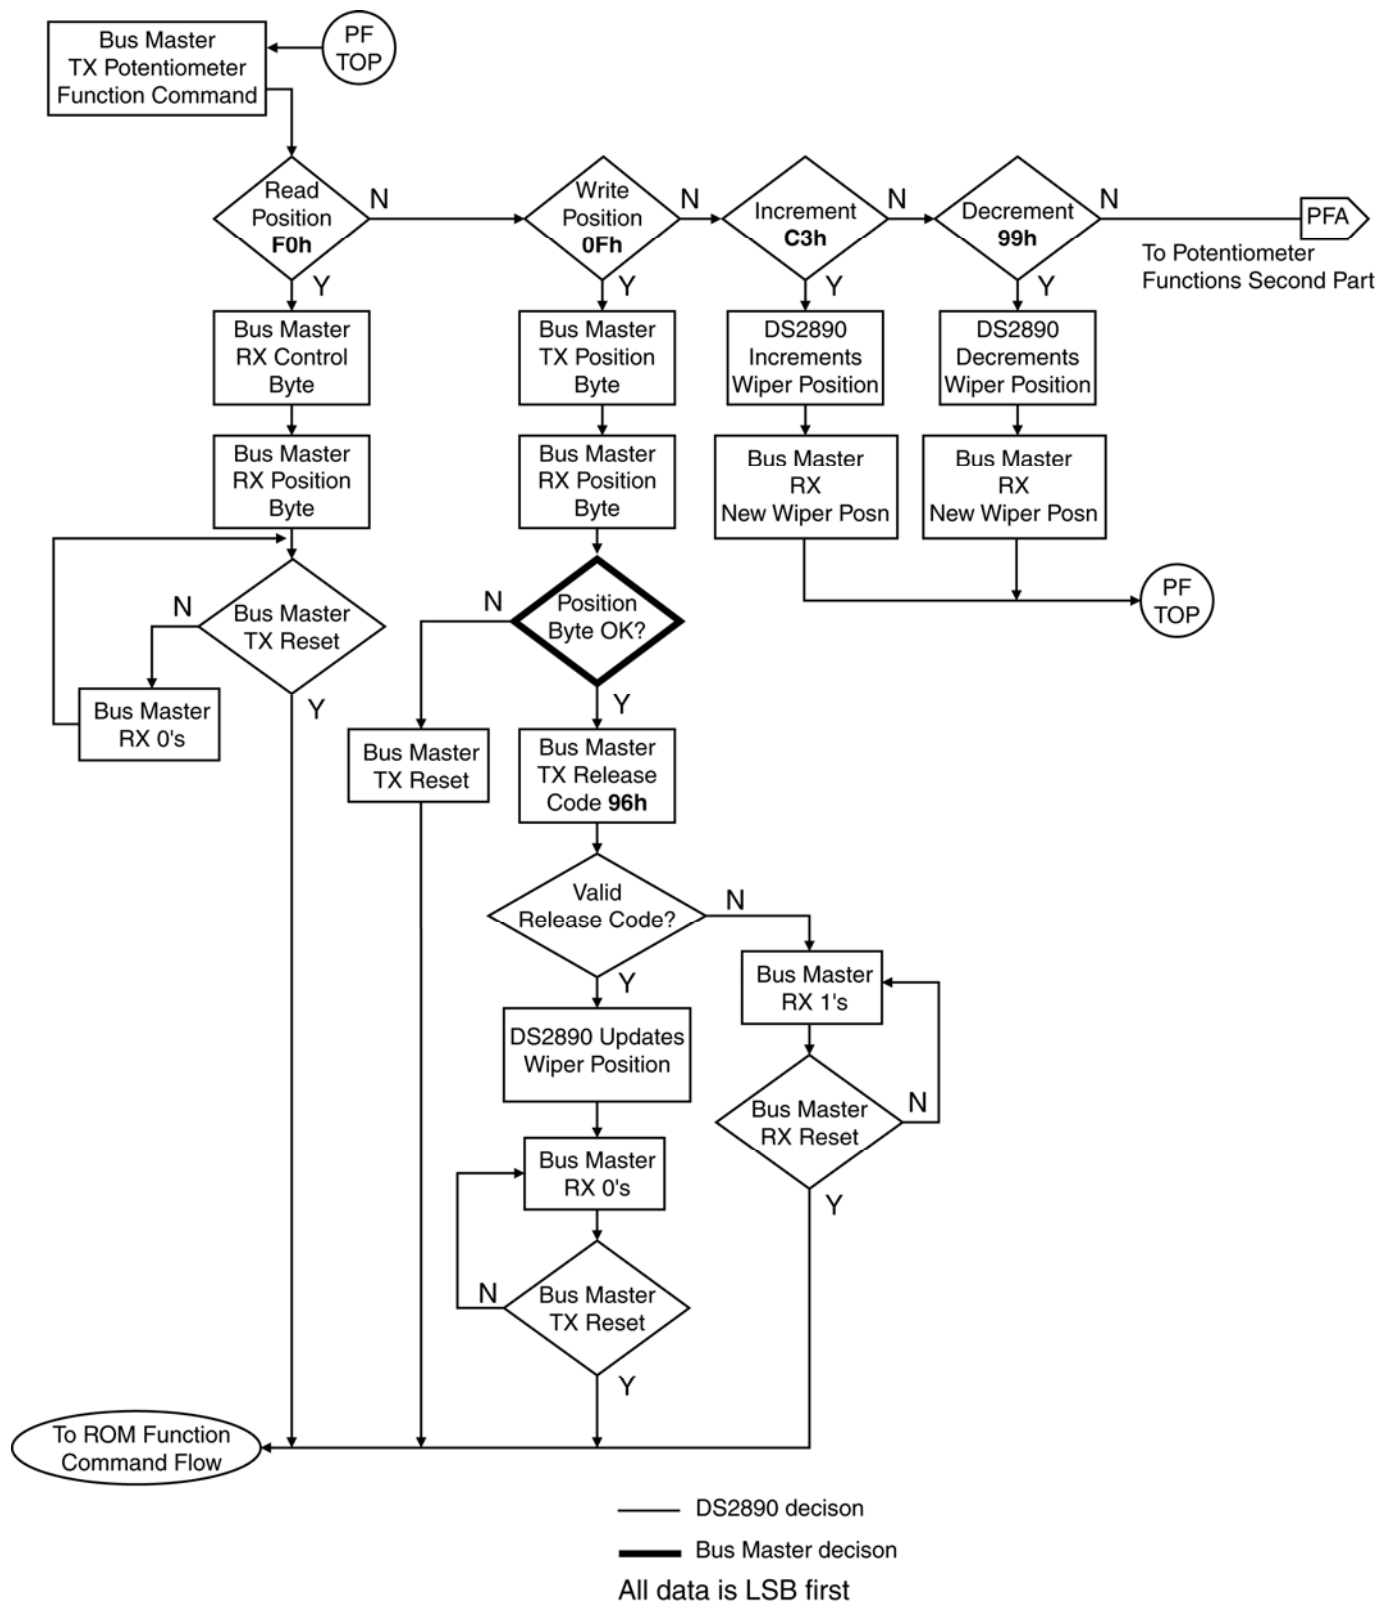 Bus Master
TX Potentiometer
Function Command
PF
TOP
Read
Position
F0h
N
Y
Write
Position
0Fh
N
Y
Increment
C3h
N
Y
Decrement
99h
N
Y
PFA
To Potentiometer
Functions Second Part
Bus Master
RX Control
Byte
Bus Master
TX Position
Byte
DS2890
Increments
Wiper Position
DS2890
Decrements
Wiper Position
Bus Master
RX Position
Byte
Bus Master
RX Position
Byte
Bus Master
RX
New Wiper Posn
Bus Master
RX
New Wiper Posn
PF
TOP
N
Bus Master
TX Reset
Y
Bus Master
RX 0's
N
Position
Byte OK?
Y
Bus Master
TX Reset
Bus Master
TX Release
Code 96h
Valid
Release Code?
N
Y
Bus Master
RX 1's
DS2890 Updates
Wiper Position
Bus Master
RX Reset
N
Y
Bus Master
RX 0's
N
Bus Master
TX Reset
Y
To ROM Function
Command Flow
DS2890 decison
Bus Master decison
All data is LSB first